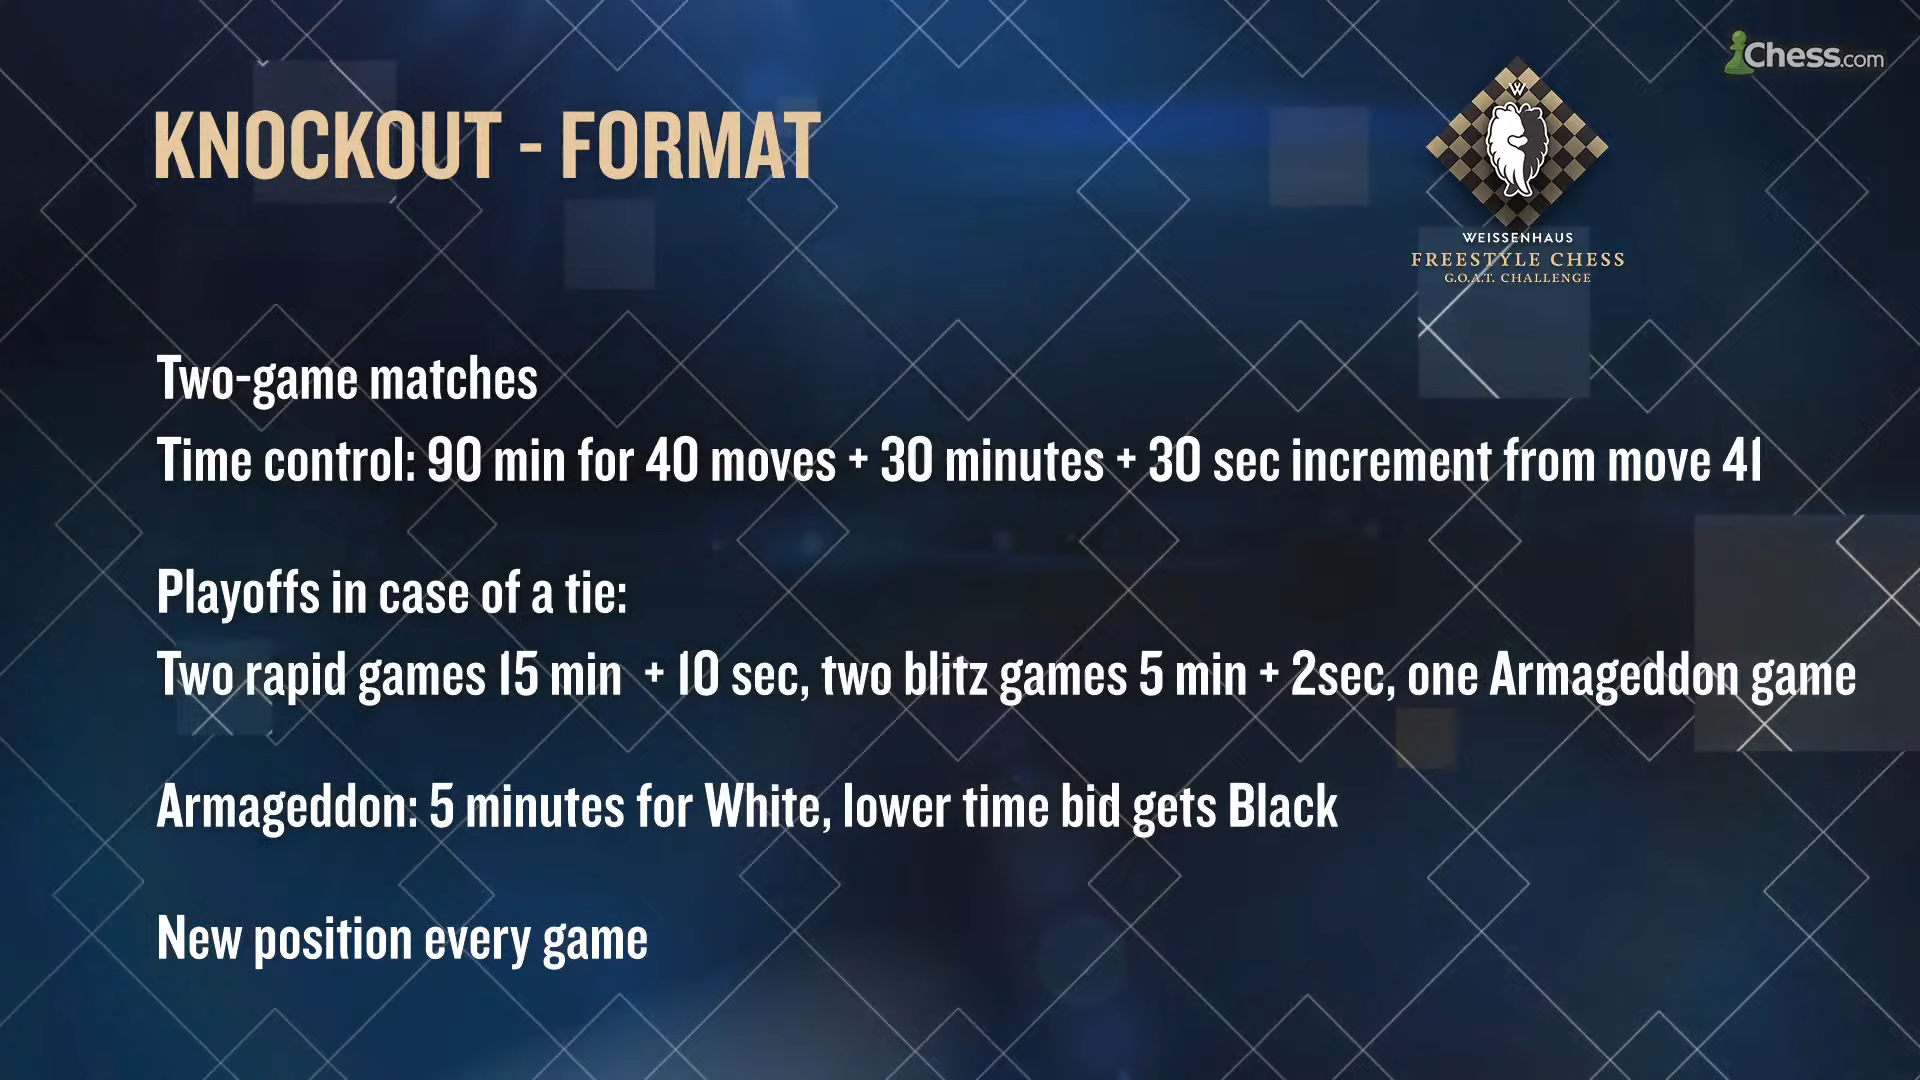 Chess.com
KNOCKOUT - FORMAT
W
WEISSENHAUS
FREESTYLE CHESS
G.O.A.T. CHALLENGE
Two-game matches
Time control: 90 min for 40 moves + 30 minutes + 30 sec increment from move 41
Playoffs in case of a tie:
Two rapid games 15 min + 10 sec, two blitz games 5 min + 2sec, one Armageddon game
Armageddon: 5 minutes for White, lower time bid gets Black
New position every game